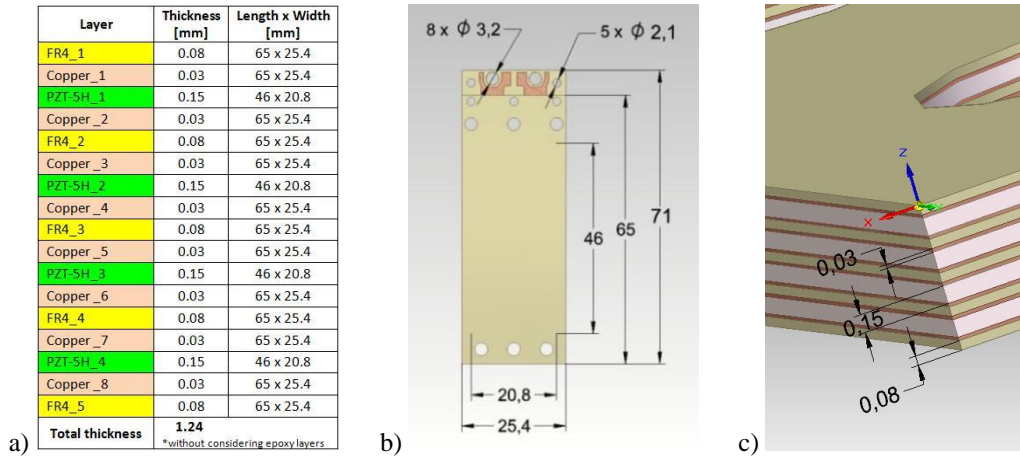 Layer Thickness [mm] Length x Width [mm]
FR4_1 0.08 65 x 25.4
Copper_1 0.03 65 x 25.4
PZT-5H_1 0.15 46 x 20.8
Copper _2 0.03 65 x 25.4
FR4_2 0.08 65 x 25.4
Copper _3 0.03 65 x 25.4
PZT-5H_2 0.15 46 x 20.8
Copper _4 0.03 65 x 25.4
FR4_3 0.08 65 x 25.4
Copper _5 0.03 65 x 25.4
PZT-5H_3 0.15 46 x 20.8
Copper _6 0.03 65 x 25.4
FR4_4 0.08 65 x 25.4
Copper _7 0.03 65 x 25.4
PZT-5H_4 0.15 46 x 20.8
Copper _8 0.03 65 x 25.4
FR4_5 0.08 65 x 25.4
Total thickness 1.24
*without considering epoxy layers
a)
8 x Φ 3,2
5 x Φ 2,1
46
65
71
20,8
25,4
b)
z
x
0,03
0,15
0,08
c)